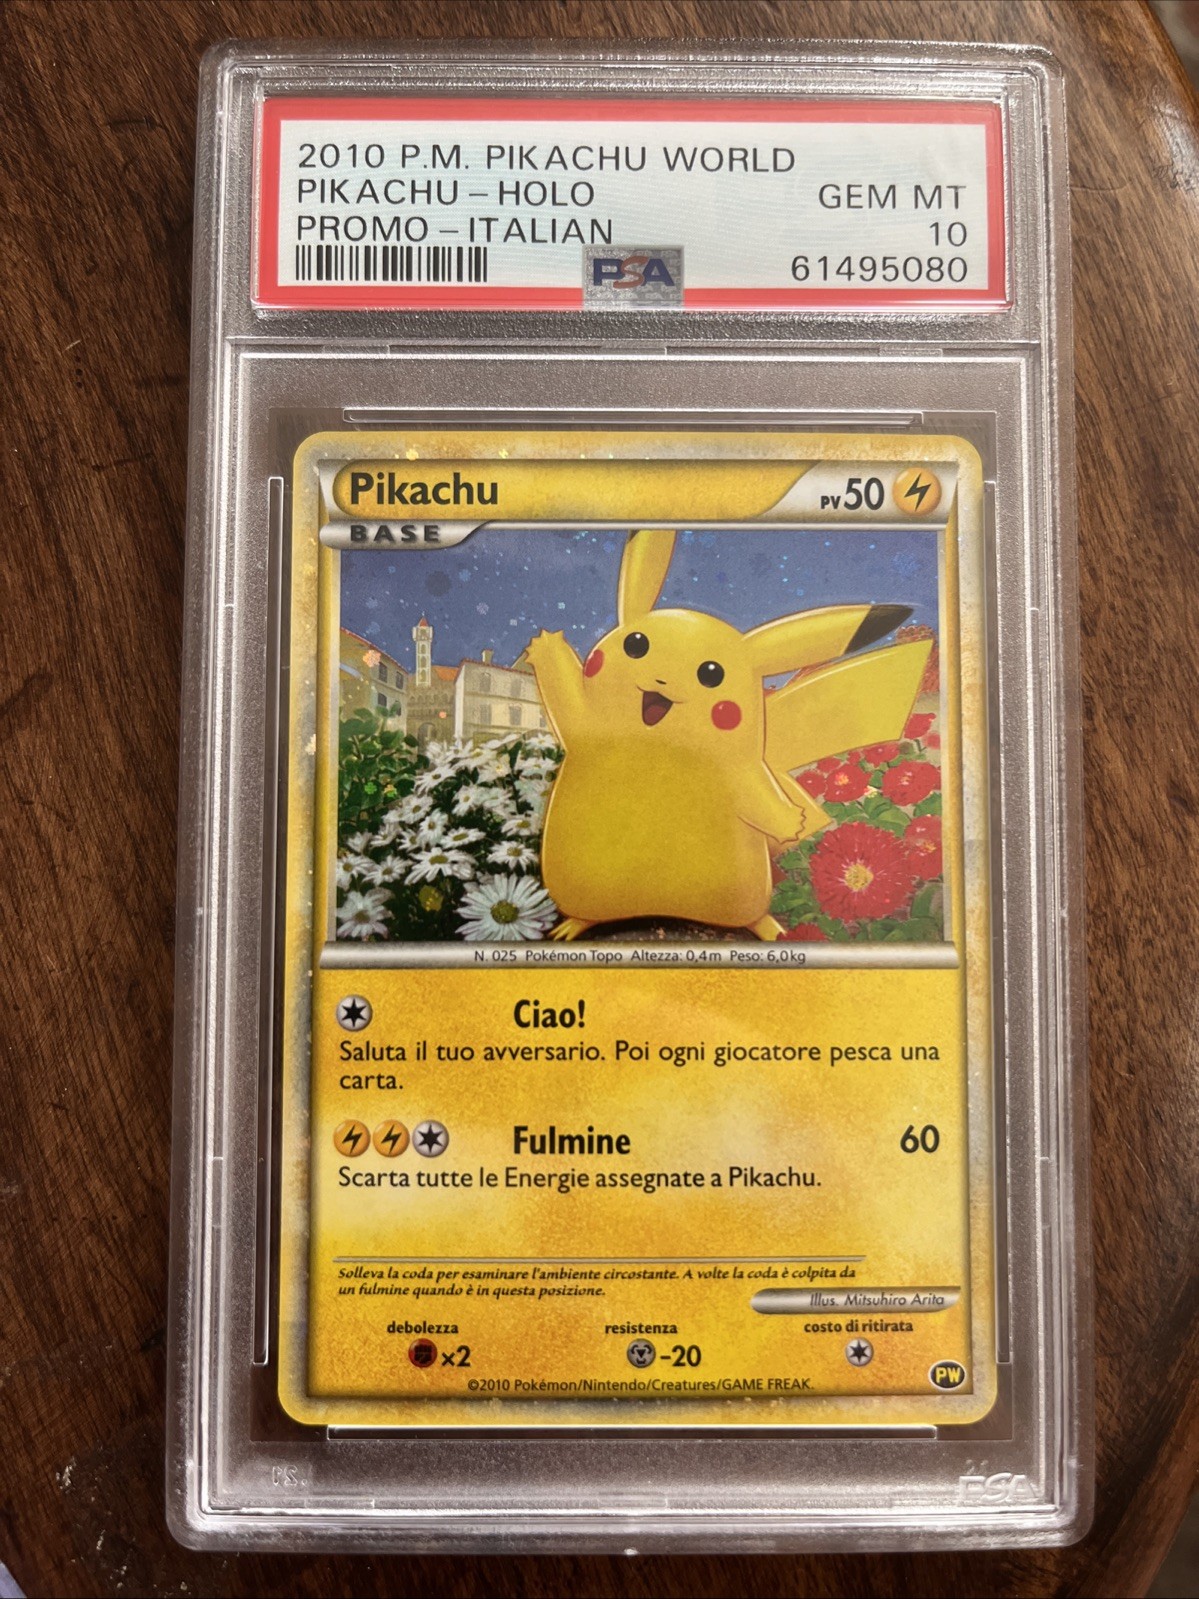 2010 P.M. PIKACHU WORLD
PIKACHU - HOLO
GEM MT
PROMO - ITALIAN
10
PSA
61495080
Pikachu
PV50
BASE
N. 025 Pokémon Topo Altezza: 0,4m Peso: 6,0kg
Ciao!
Saluta il tuo avversario. Poi ogni giocatore pesca una
carta.
Fulmine 60
Scarta tutte le Energie assegnate a Pikachu.
Solleva la coda per esaminare l'ambiente circostante. A volte la coda è colpita da
un fulmine quando è in questa posizione.
Illus. Mitsuhiro Arita
debolezza resistenza costo di ritirata
x2 -20
PW
©2010 Pokémon/Nintendo/Creatures/GAME FREAK.
PSA